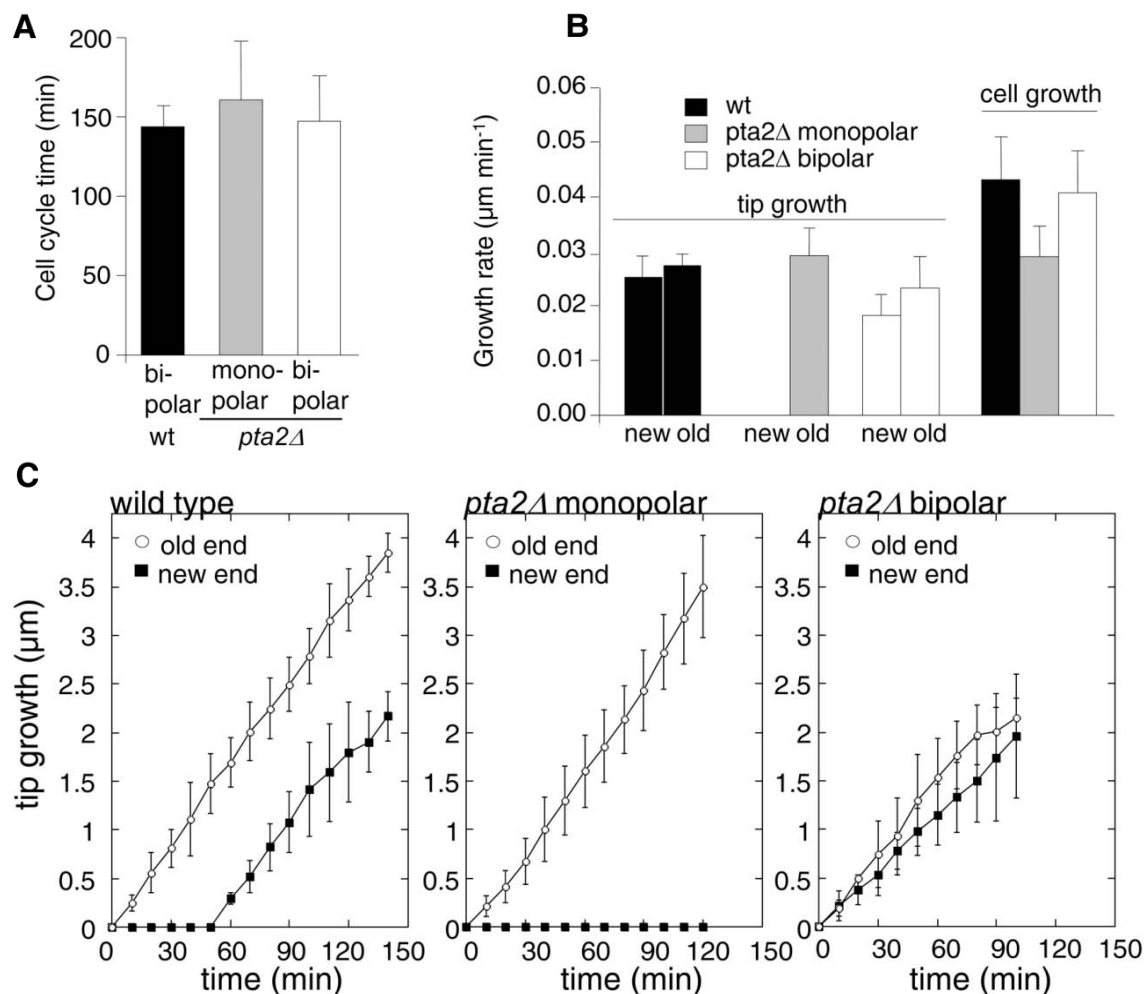 A
200
150
100
50
0
Cell cycle time (min)
bi-
polar
mono-
polar
bi-
polar
wt
pta2Δ
B
0.06
0.05
0.04
0.03
0.02
0.01
0.00
Growth rate (µm min-1)
wt
pta2Δ monopolar
pta2Δ bipolar
cell growth
tip growth
new old
new old
new old
C
wild type
pta2Δ monopolar
pta2Δ bipolar
tip growth (µm)
4
3.5
3
2.5
2
1.5
1
0.5
0
old end
new end
0 30 60 90 120 150
time (min)
4
3.5
3
2.5
2
1.5
1
0.5
0
old end
new end
30 60 90 120 150
time (min)
4
3.5
3
2.5
2
1.5
1
0.5
0
old end
new end
0 30 60 90 120 150
time (min)